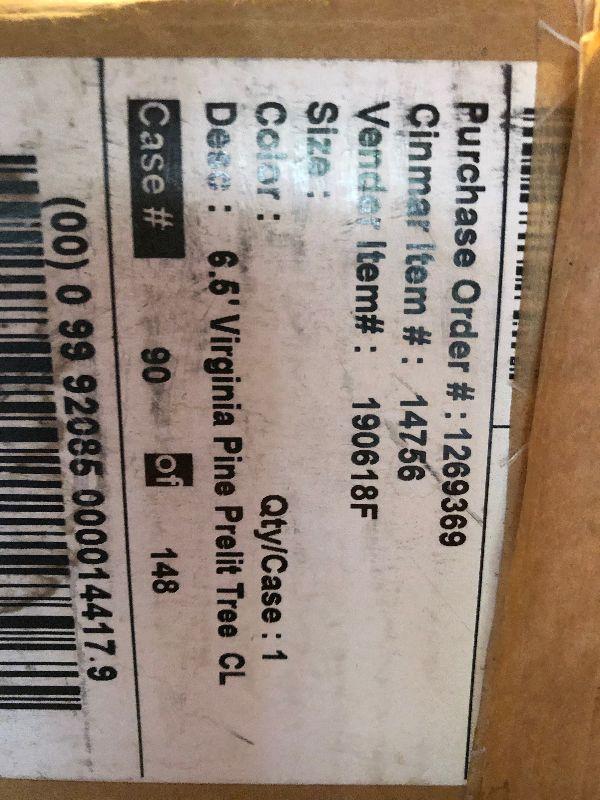 Purchase Order # : 1269369
Cinmar Item # : 14756
Vendor Item# : 190618F
Size :
Color : Qty/Case : 1
Desc : 6.5' Virginia Pine Prelit Tree CL
Case # 90 of 148
(00) 0 99 92085 000014417.9